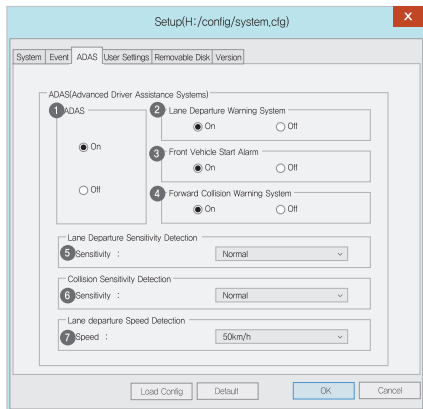 Setup(H:/config/system,cfg)
X
System Event ADAS User Settings Removable Disk Version
ADAS(Advanced Driver Assistance Systems)
1 ADAS
On
Off
2 Lane Departure Warning System
On Off
3 Front Vehicle Start Alarm
On Off
4 Forward Collision Warning System
On Off
Lane Departure Sensitivity Detection
5 Sensitivity : Normal
Collision Sensitivity Detection
6 Sensitivity : Normal
Lane departure Speed Detection
7 Speed : 50km/h
Load Config Default OK Cancel